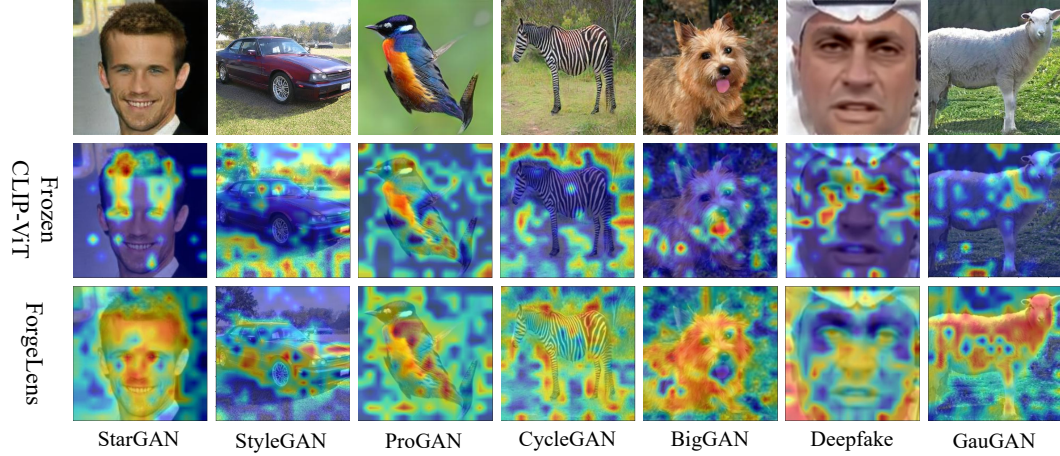 Frozen
CLIP-ViT
ForgeLens
StarGAN
StyleGAN
ProGAN
CycleGAN
BigGAN
Deepfake
GauGAN